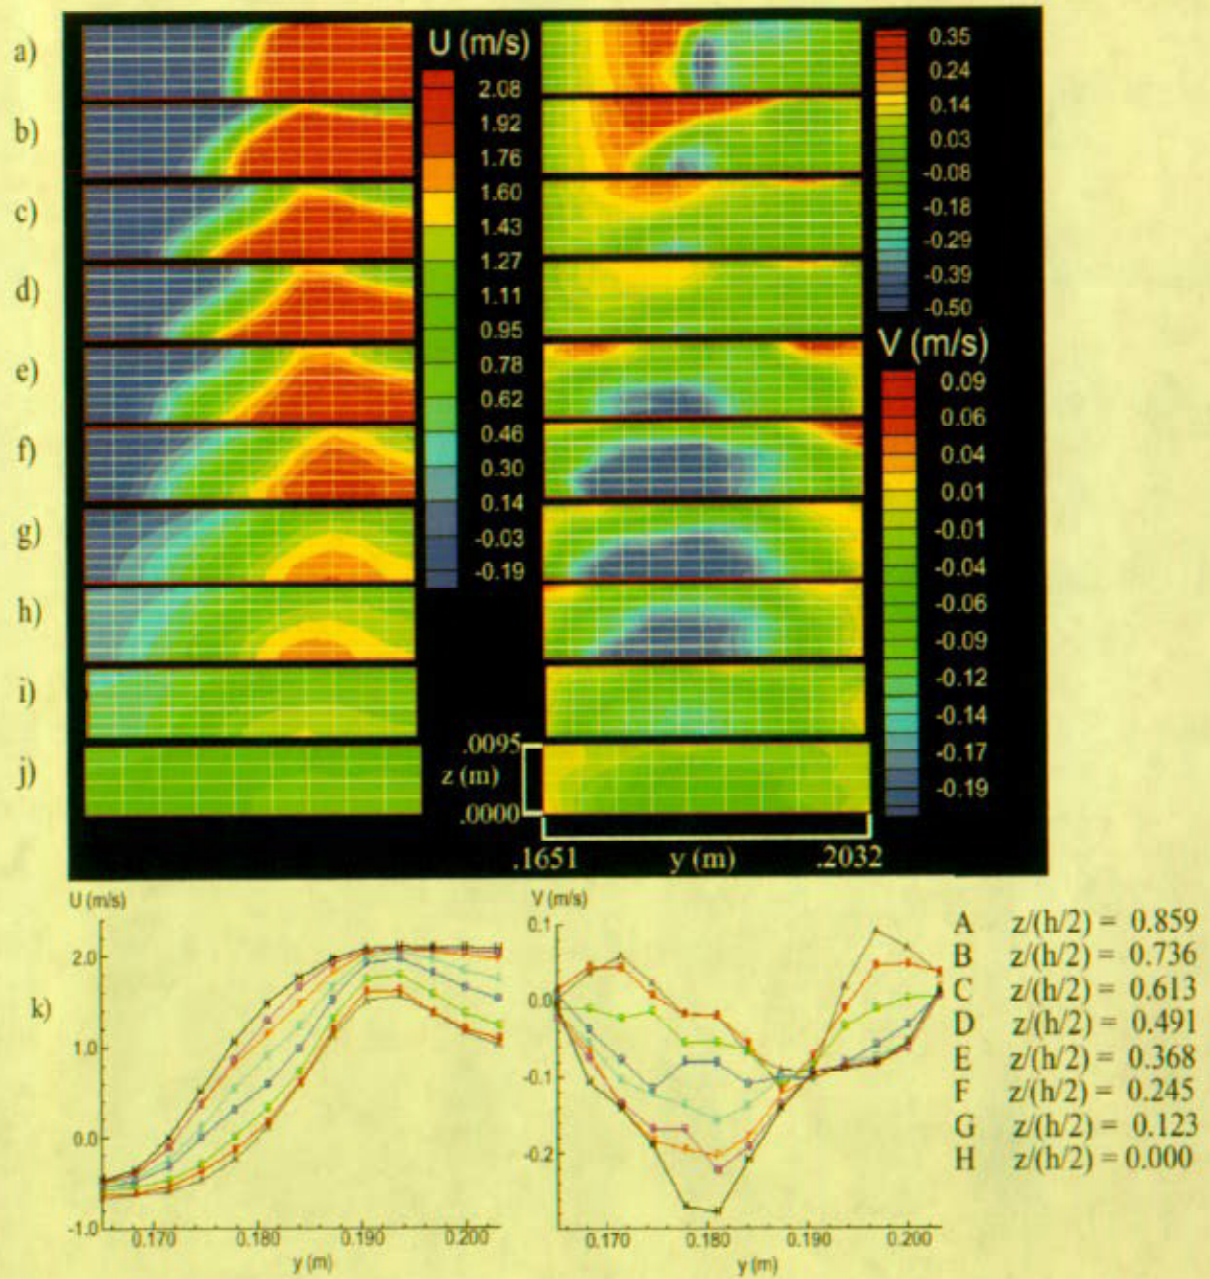 a)
b)
c)
d)
e)
f)
g)
h)
i)
j)
U (m/s)
2.08
1.92
1.76
1.60
1.43
1.27
1.11
0.95
0.78
0.62
0.46
0.30
0.14
-0.03
-0.19
0.35
0.24
0.14
0.03
-0.08
-0.18
-0.29
-0.39
-0.50
V (m/s)
0.09
0.06
0.04
0.01
-0.01
-0.04
-0.06
-0.09
-0.12
-0.14
-0.17
-0.19
.0095
z (m)
.0000
.1651 y (m) .2032
k)
U (m/s)
2.0
1.0
0.0
-1.0
0.170 0.180 0.190 0.200
y (m)
V (m/s)
0.1
0.0
-0.1
-0.2
0.170 0.180 0.190 0.200
y (m)
A z/(h/2) = 0.859
B z/(h/2) = 0.736
C z/(h/2) = 0.613
D z/(h/2) = 0.491
E z/(h/2) = 0.368
F z/(h/2) = 0.245
G z/(h/2) = 0.123
H z/(h/2) = 0.000